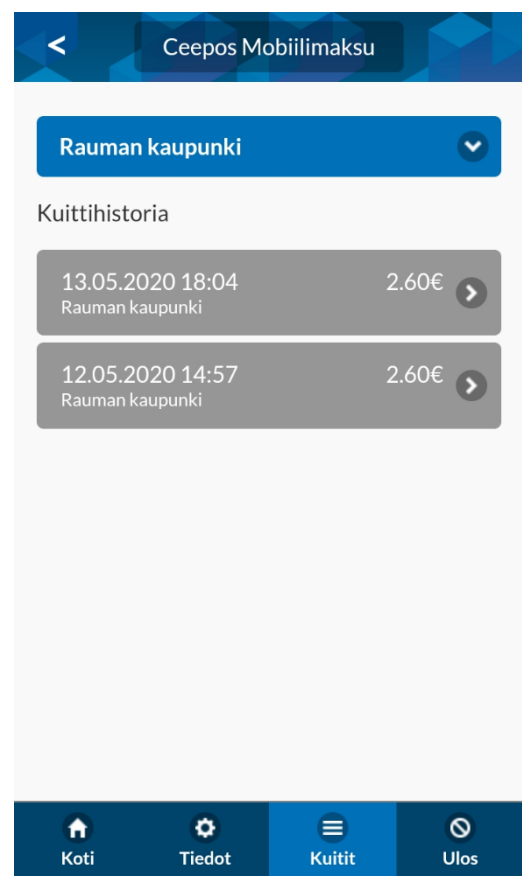 <
Ceepos Mobiilimaksu
Rauman kaupunki
Kuittihistoria
13.05.2020 18:04 2.60€
Rauman kaupunki
12.05.2020 14:57 2.60€
Rauman kaupunki
Koti Tiedot Kuitit Ulos